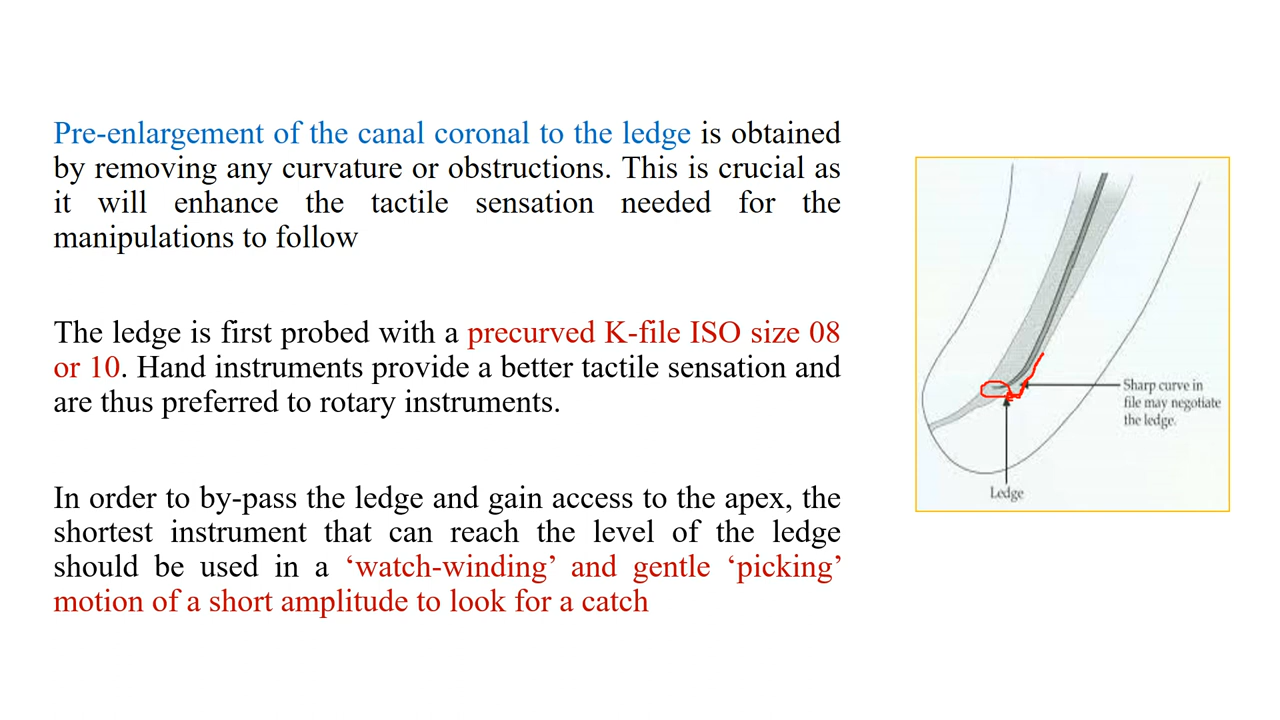 Pre-enlargement of the canal coronal to the ledge is obtained
by removing any curvature or obstructions. This is crucial as
it will enhance the tactile sensation needed for the
manipulations to follow
The ledge is first probed with a precurved K-file ISO size 08
or 10. Hand instruments provide a better tactile sensation and
are thus preferred to rotary instruments.
In order to by-pass the ledge and gain access to the apex, the
shortest instrument that can reach the level of the ledge
should be used in a ‘watch-winding’ and gentle ‘picking’
motion of a short amplitude to look for a catch
Sharp curve in
file may negotiate
the ledge.
Ledge